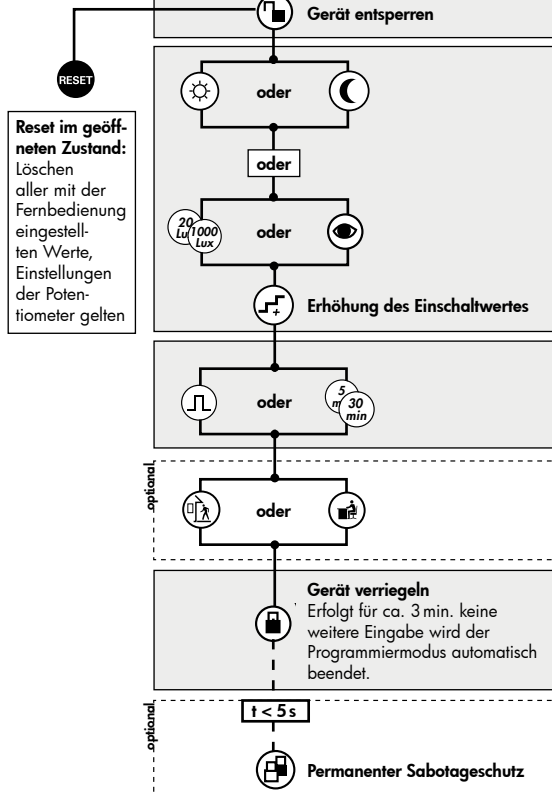 Gerät entsperren
RESET
Reset im geöff-
neten Zustand:
Löschen
aller mit der
Fernbedienung
eingestell-
ten Werte,
Einstellungen
der Poten-
tiometer gelten
oder
oder
20
Lu
1000
Lux
oder
Erhöhung des Einschaltwertes
oder
5
m
30
min
optional
oder
Gerät verriegeln
Erfolgt für ca. 3 min. keine
weitere Eingabe wird der
Programmiermodus automatisch
beendet.
optional
t < 5 s
Permanenter Sabotageschutz